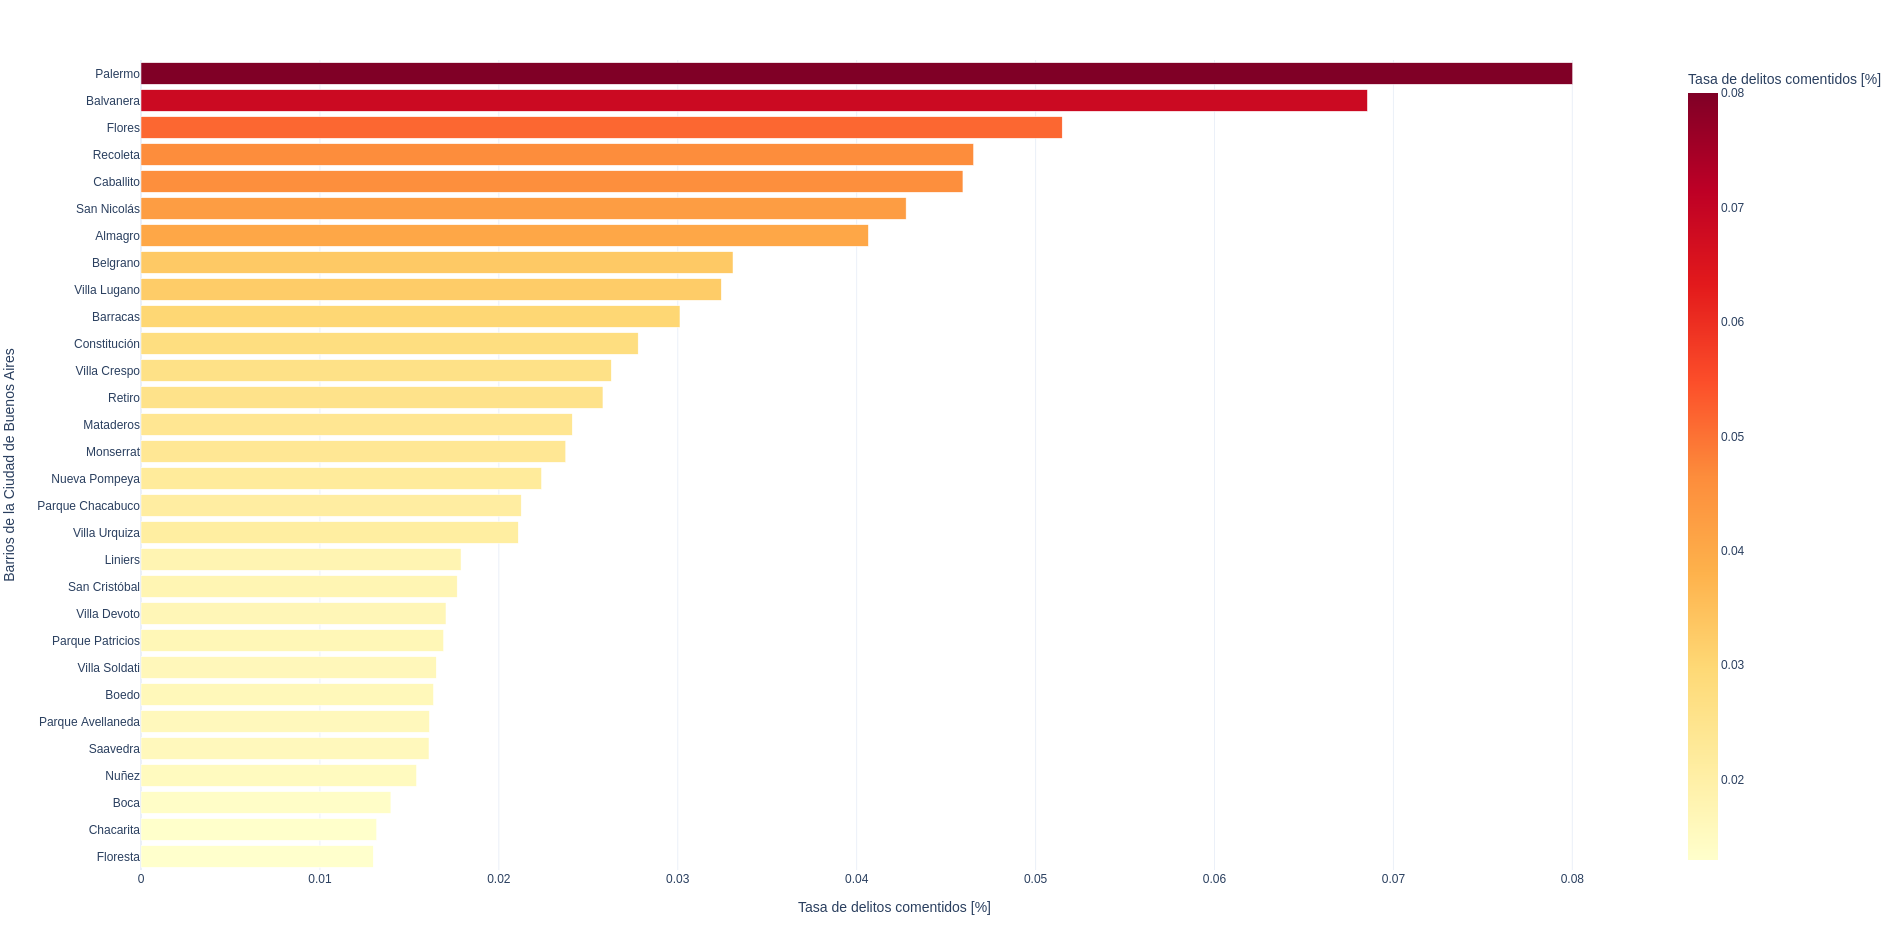 Palermo
Balvanera
Flores
Recoleta
Caballito
San Nicolás
Almagro
Belgrano
Villa Lugano
Barracas
Constitución
Villa Crespo
Retiro
Mataderos
Monserrat
Nueva Pompeya
Parque Chacabuco
Villa Urquiza
Liniers
San Cristóbal
Villa Devoto
Parque Patricios
Villa Soldati
Boedo
Parque Avellaneda
Saavedra
Nuñez
Boca
Chacarita
Floresta
Barrios de la Ciudad de Buenos Aires
0 0.01 0.02 0.03 0.04 0.05 0.06 0.07 0.08
Tasa de delitos comentidos [%]
Tasa de delitos comentidos [%]
0.08
0.07
0.06
0.05
0.04
0.03
0.02